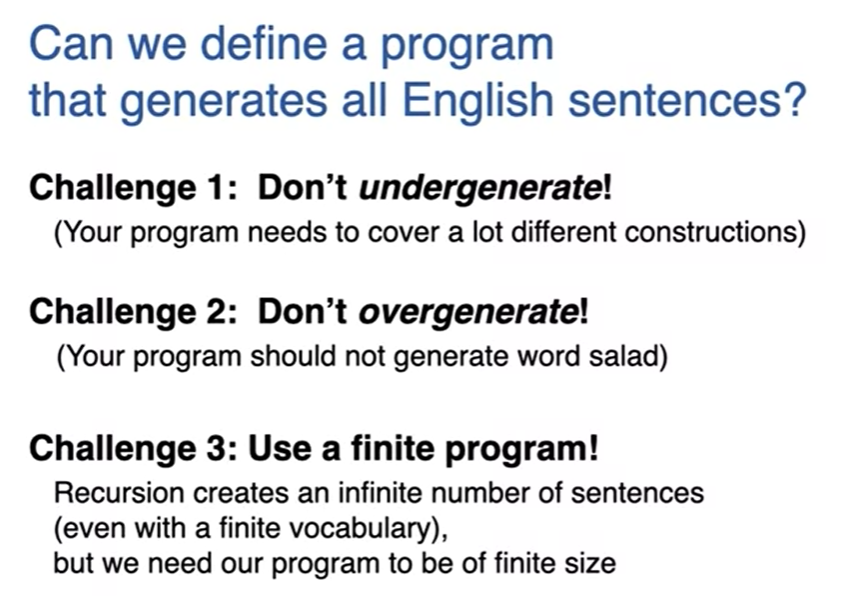 Can we define a program
that generates all English sentences?
Challenge 1: Don't undergenerate!
(Your program needs to cover a lot different constructions)
Challenge 2: Don't overgenerate!
(Your program should not generate word salad)
Challenge 3: Use a finite program!
Recursion creates an infinite number of sentences
(even with a finite vocabulary),
but we need our program to be of finite size